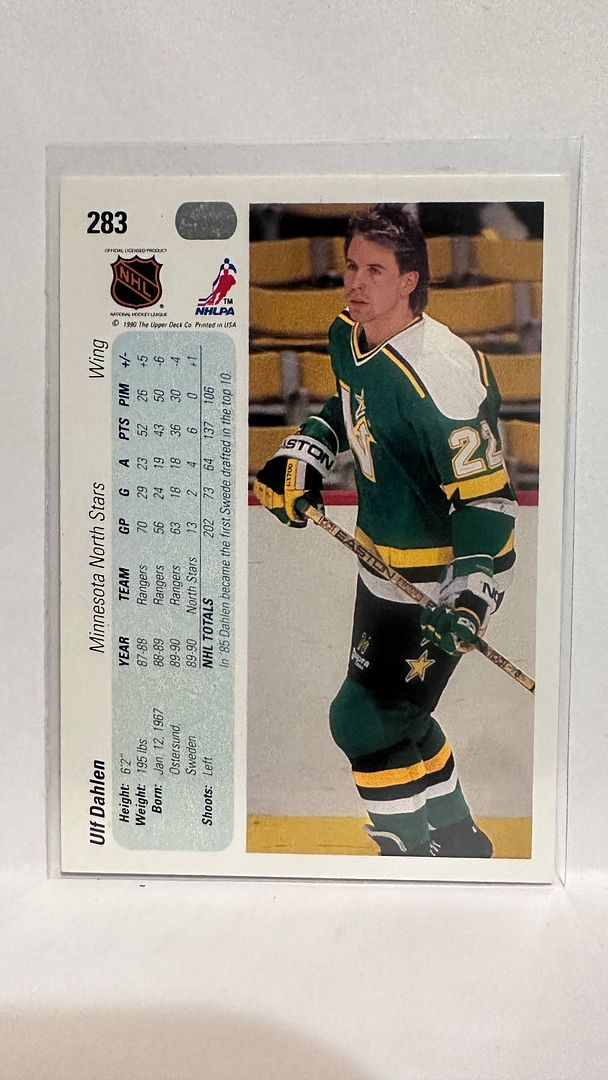 283
OFFICIAL LICENSED PRODUCT
NHL
NATIONAL HOCKEY LEAGUE
NHLPA
TM
© 1990 The Upper Deck Co. Printed in USA
Ulf Dahlen Minnesota North Stars Wing
Height: 6'2"
Weight: 195 lbs
Born: Jan. 12, 1967
Ostersund,
Sweden
Shoots: Left
YEAR TEAM GP G A PTS PIM +/-
87-88 Rangers 70 29 23 52 26 +5
88-89 Rangers 56 24 19 43 50 -6
89-90 Rangers 63 18 18 36 30 -4
89-90 North Stars 13 2 4 6 0 +1
NHL TOTALS 202 73 64 137 106
In '85 Dahlen became the first Swede drafted in the top 10.
22
EASTON
EASTON